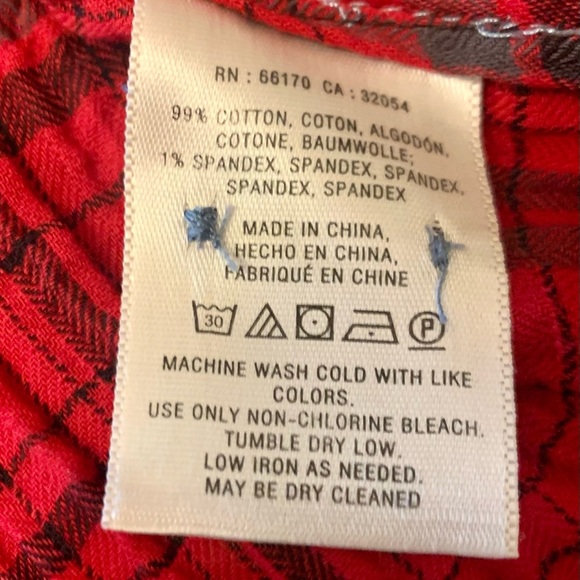 RN : 66170 CA : 32054
99% COTTON, COTON, ALGODÓN,
COTONE, BAUMWOLLE;
1% SPANDEX, SPANDEX, SPANDEX,
SPANDEX, SPANDEX
MADE IN CHINA,
HECHO EN CHINA,
FABRIQUÉ EN CHINE
30 P
MACHINE WASH COLD WITH LIKE
COLORS.
USE ONLY NON-CHLORINE BLEACH.
TUMBLE DRY LOW.
LOW IRON AS NEEDED.
MAY BE DRY CLEANED